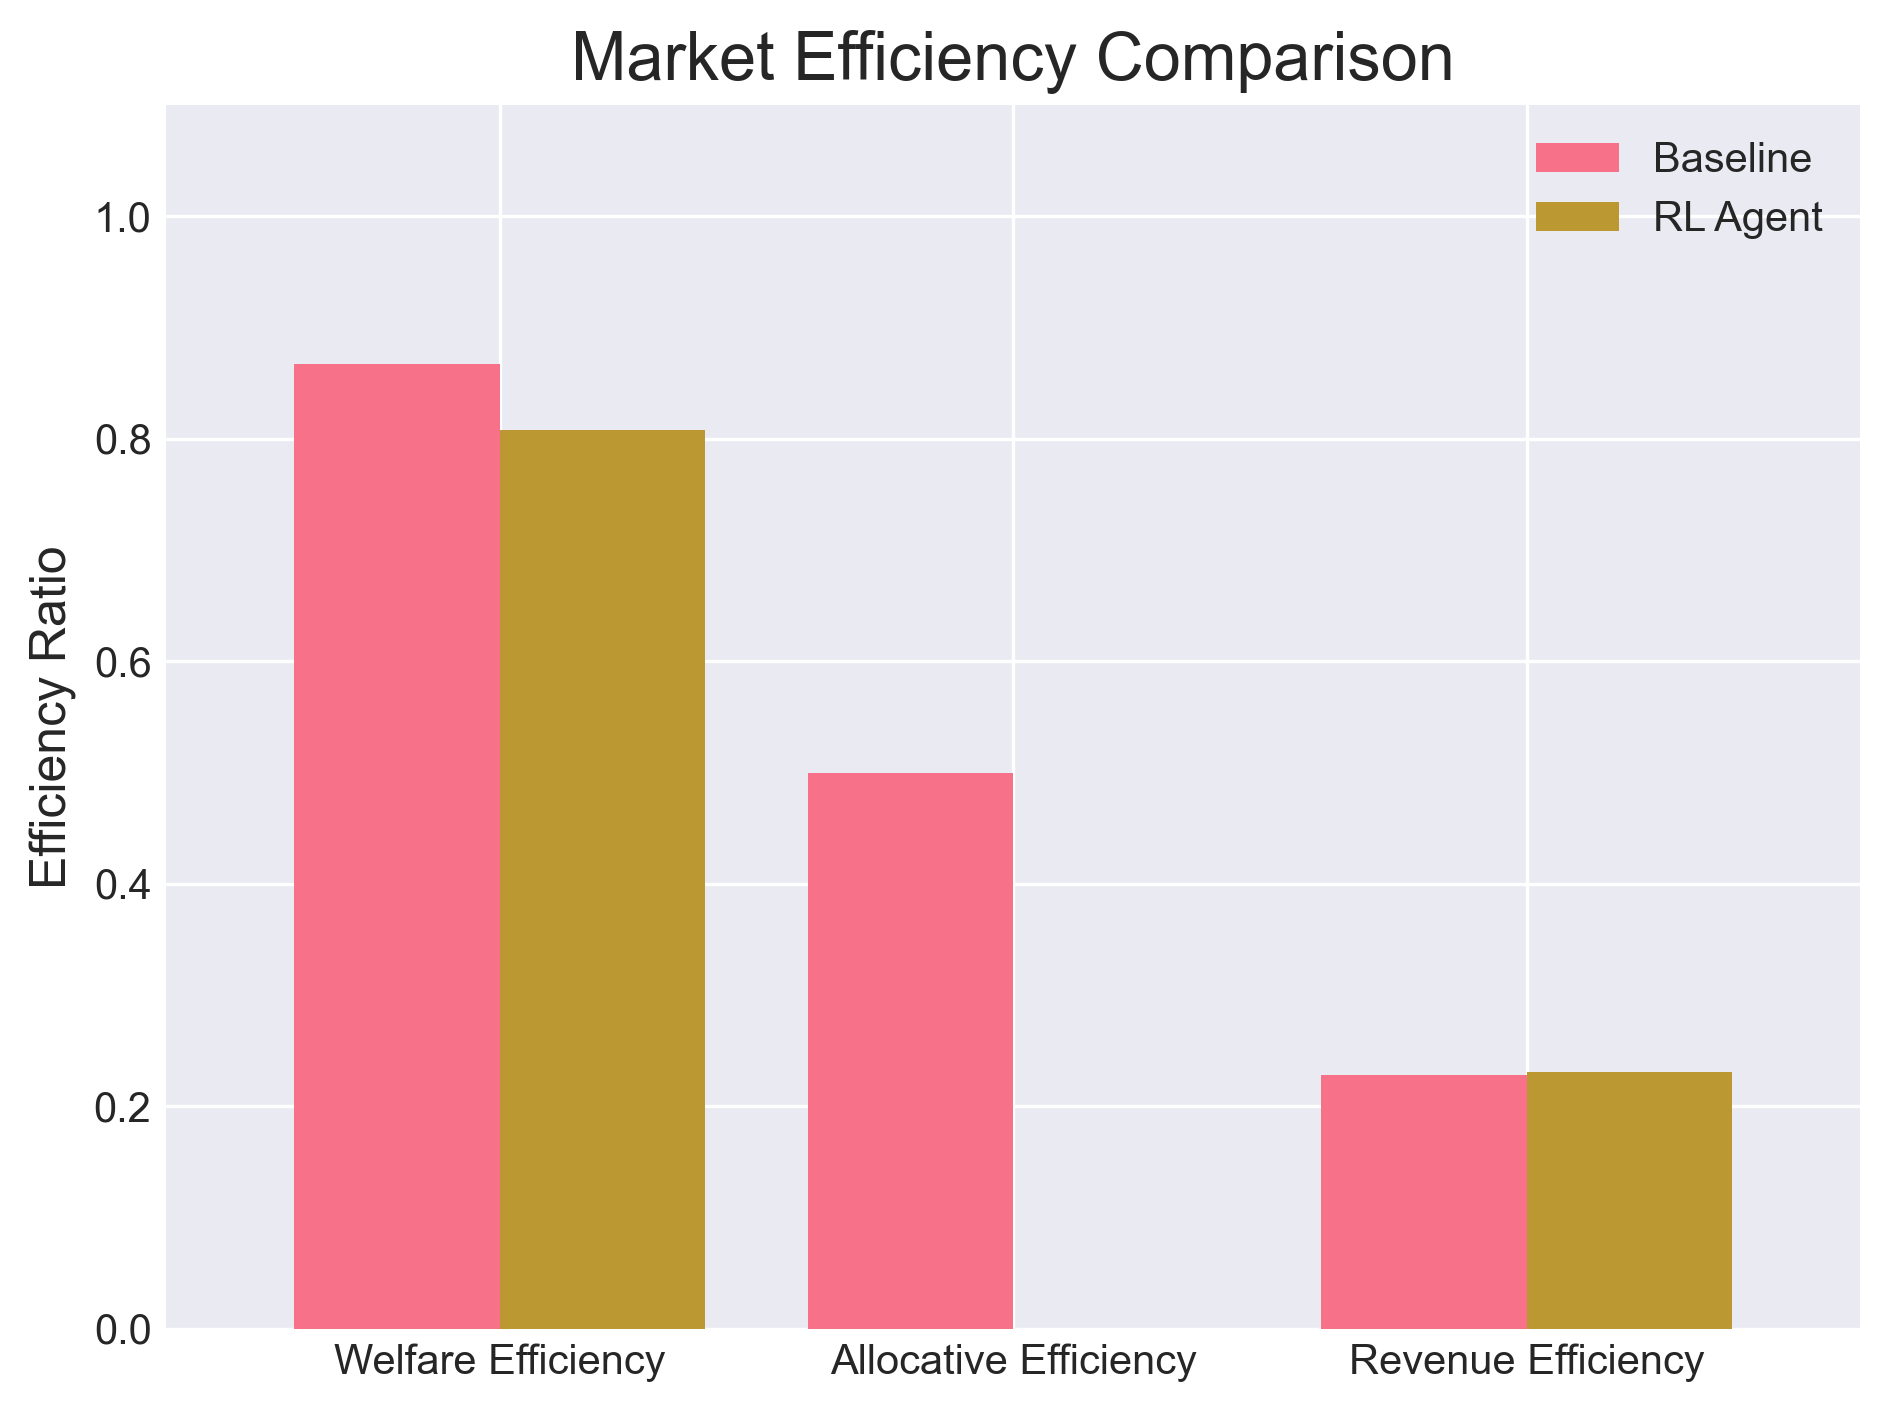 Market Efficiency Comparison
Baseline
RL Agent
Efficiency Ratio
1.0
0.8
0.6
0.4
0.2
0.0
Welfare Efficiency
Allocative Efficiency
Revenue Efficiency